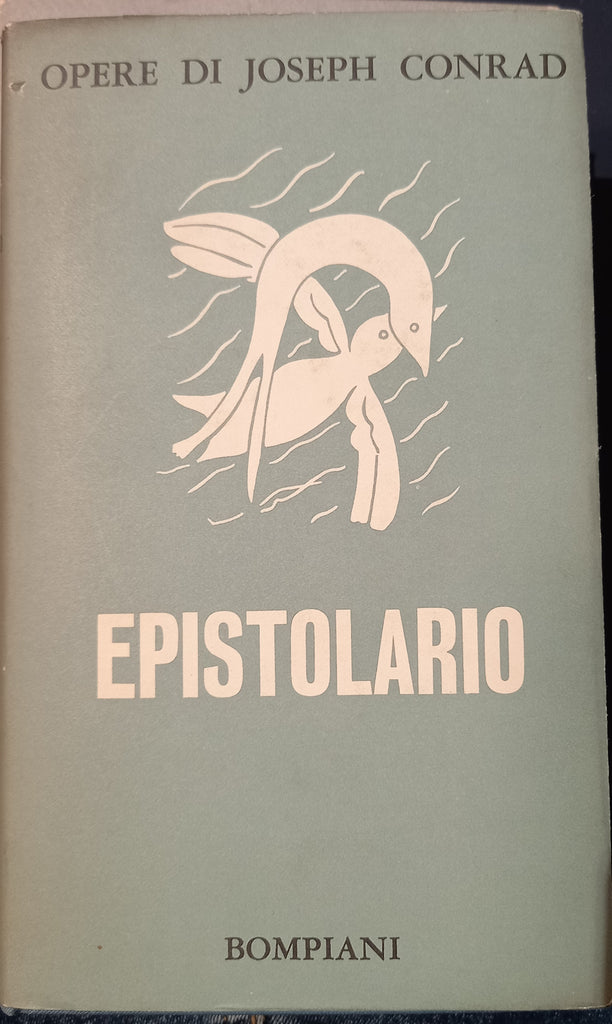 OPERE DI JOSEPH CONRAD
EPISTOLARIO
BOMPIANI